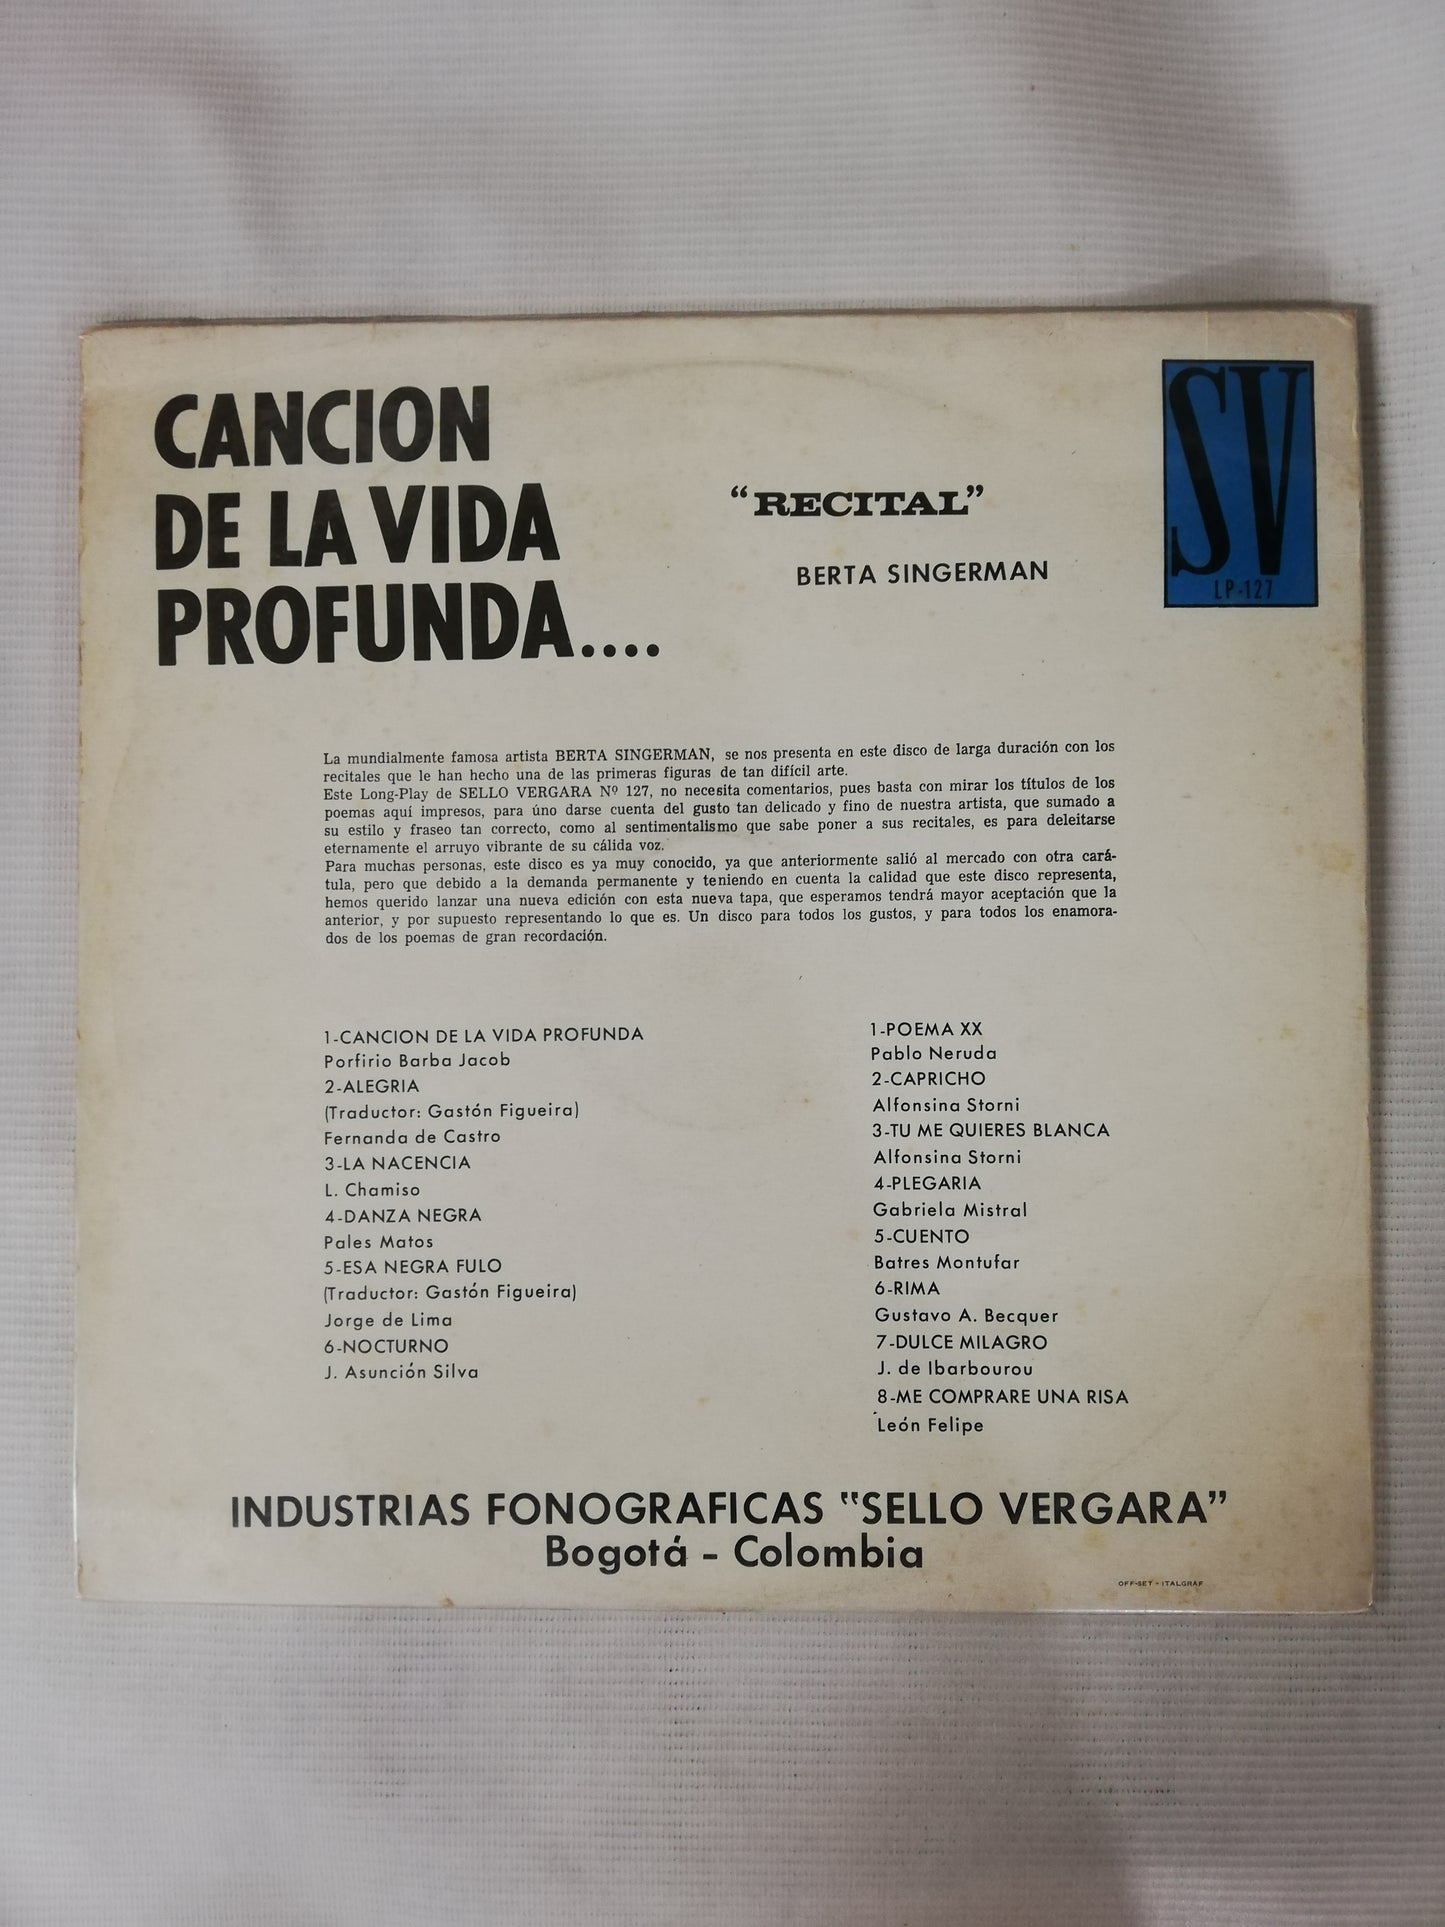 CANCION
DE LA VIDA
PROFUNDA....
“RECITAL”
BERTA SINGERMAN
SV
LP-127
La mundialmente famosa artista BERTA SINGERMAN, se nos presenta en este disco de larga duración con los
recitales que le han hecho una de las primeras figuras de tan difícil arte.
Este Long-Play de SELLO VERGARA Nº 127, no necesita comentarios, pues basta con mirar los títulos de los
poemas aquí impresos, para úno darse cuenta del gusto tan delicado y fino de nuestra artista, que sumado a
su estilo y fraseo tan correcto, como al sentimentalismo que sabe poner a sus recitales, es para deleitarse
eternamente el arruyo vibrante de su cálida voz.
Para muchas personas, este disco es ya muy conocido, ya que anteriormente salió al mercado con otra cará-
tula, pero que debido a la demanda permanente y teniendo en cuenta la calidad que este disco representa,
hemos querido lanzar una nueva edición con esta nueva tapa, que esperamos tendrá mayor aceptación que la
anterior, y por supuesto representando lo que es. Un disco para todos los gustos, y para todos los enamora-
dos de los poemas de gran recordación.
1-CANCION DE LA VIDA PROFUNDA
Porfirio Barba Jacob
2-ALEGRIA
(Traductor: Gastón Figueira)
Fernanda de Castro
3-LA NACENCIA
L. Chamiso
4-DANZA NEGRA
Pales Matos
5-ESA NEGRA FULO
(Traductor: Gastón Figueira)
Jorge de Lima
6-NOCTURNO
J. Asunción Silva
1-POEMA XX
Pablo Neruda
2-CAPRICHO
Alfonsina Storni
3-TU ME QUIERES BLANCA
Alfonsina Storni
4-PLEGARIA
Gabriela Mistral
5-CUENTO
Batres Montufar
6-RIMA
Gustavo A. Becquer
7-DULCE MILAGRO
J. de Ibarbourou
8-ME COMPRARE UNA RISA
León Felipe
INDUSTRIAS FONOGRAFICAS “SELLO VERGARA”
Bogotá - Colombia
OFF-SET - ITALGRAF